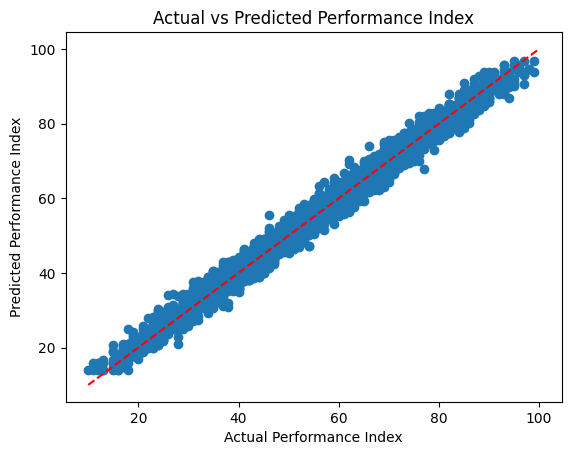 Actual vs Predicted Performance Index
100
80
60
40
20
Predicted Performance Index
20 40 60 80 100
Actual Performance Index